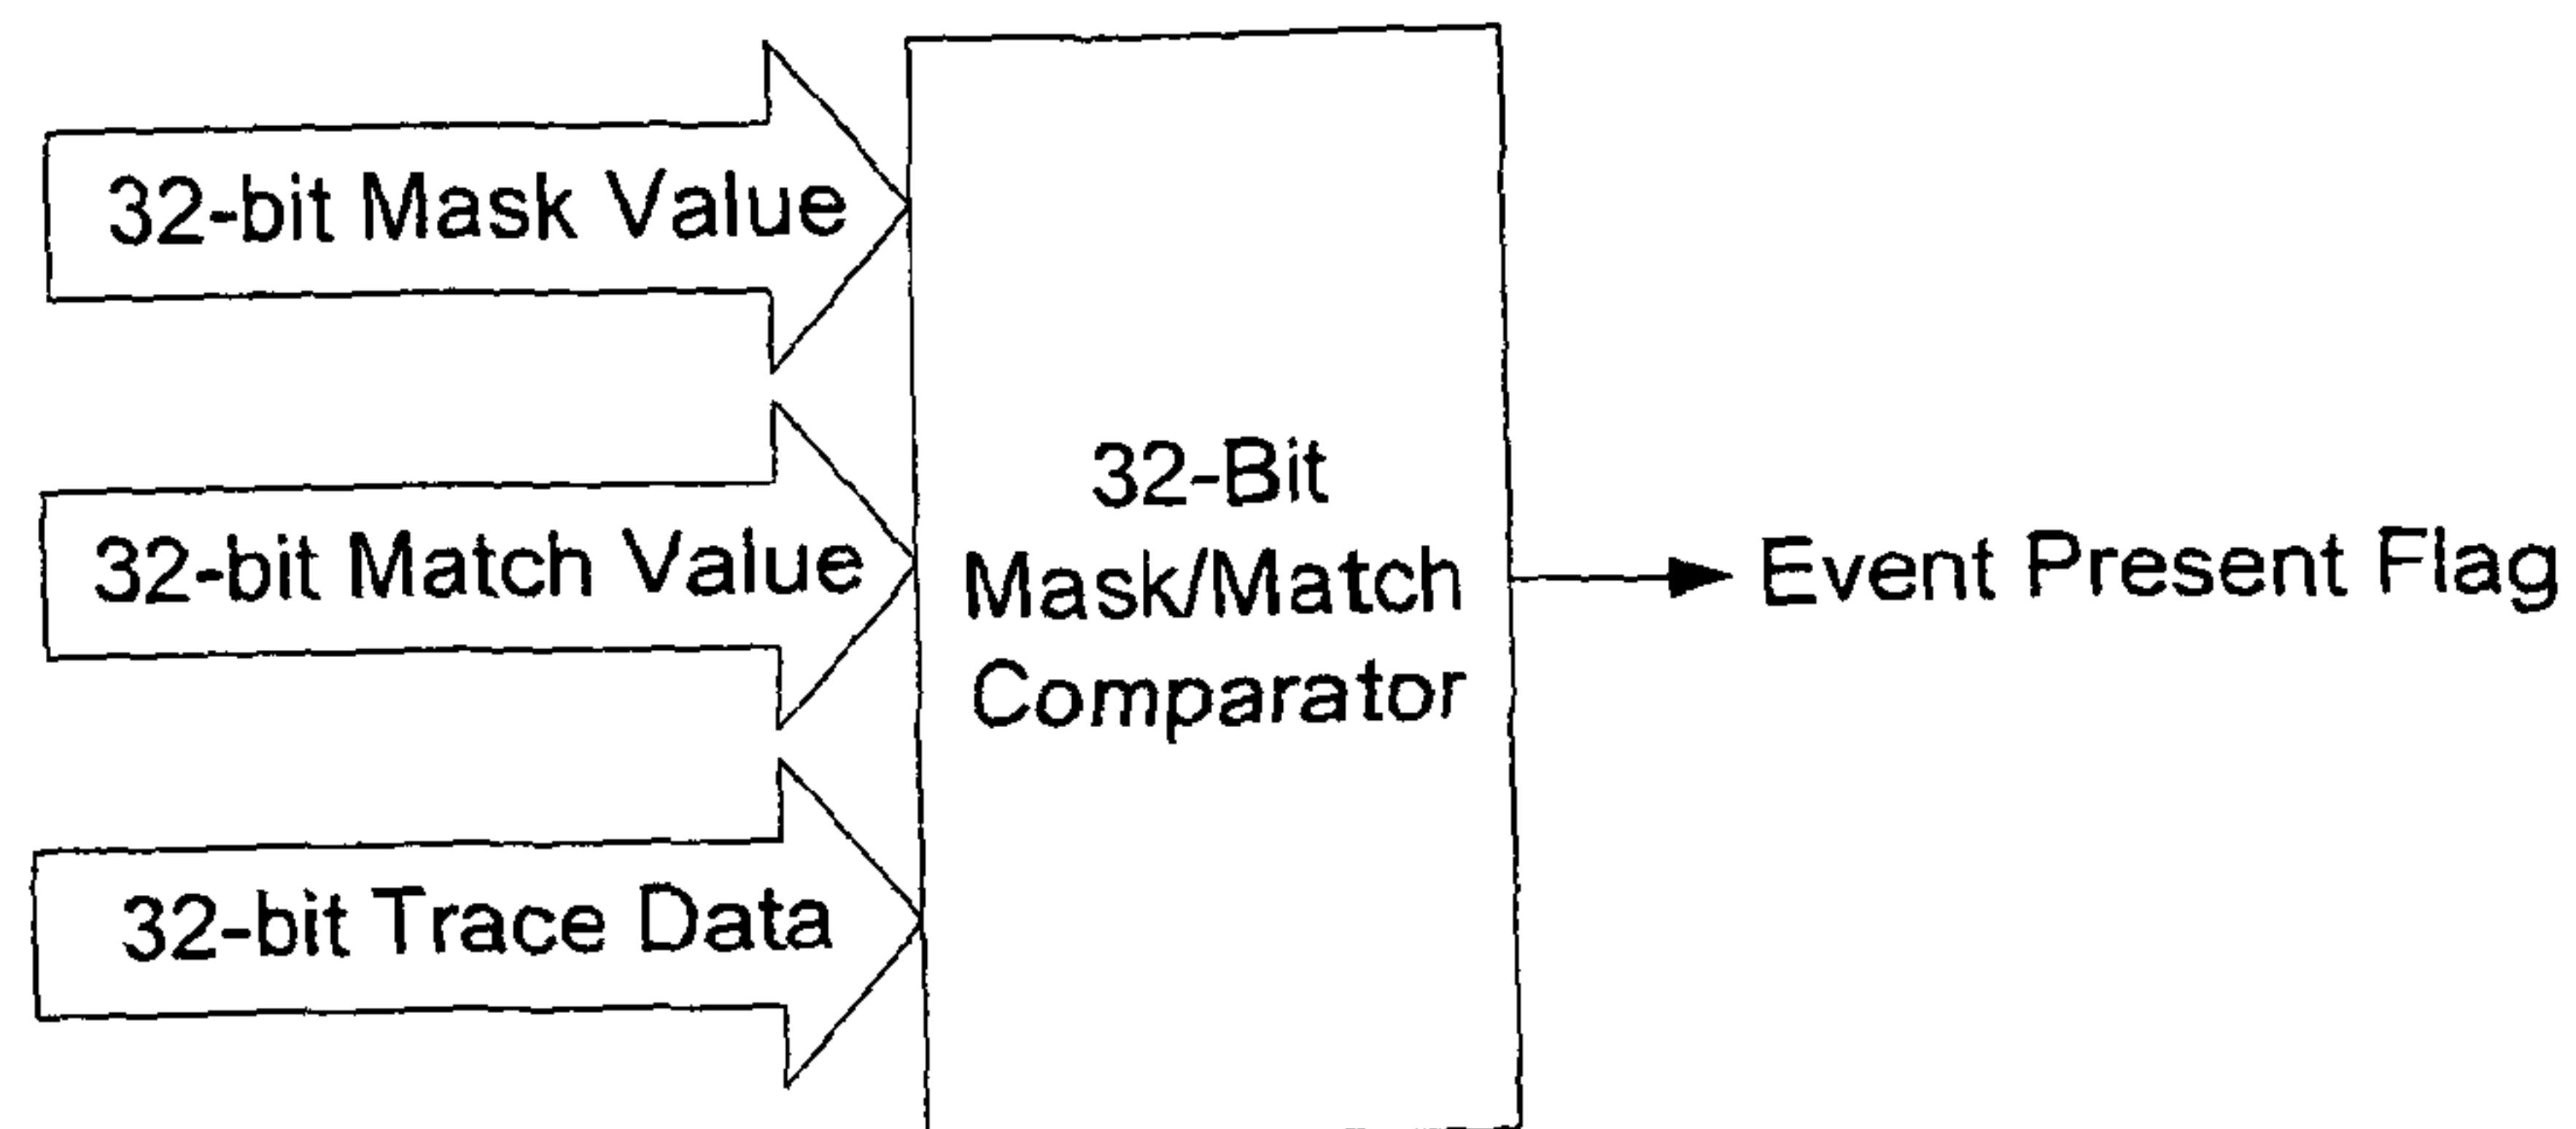 32-bit Mask Value
32-bit Match Value
32-bit Trace Data
32-Bit
Mask/Match
Comparator
Event Present Flag